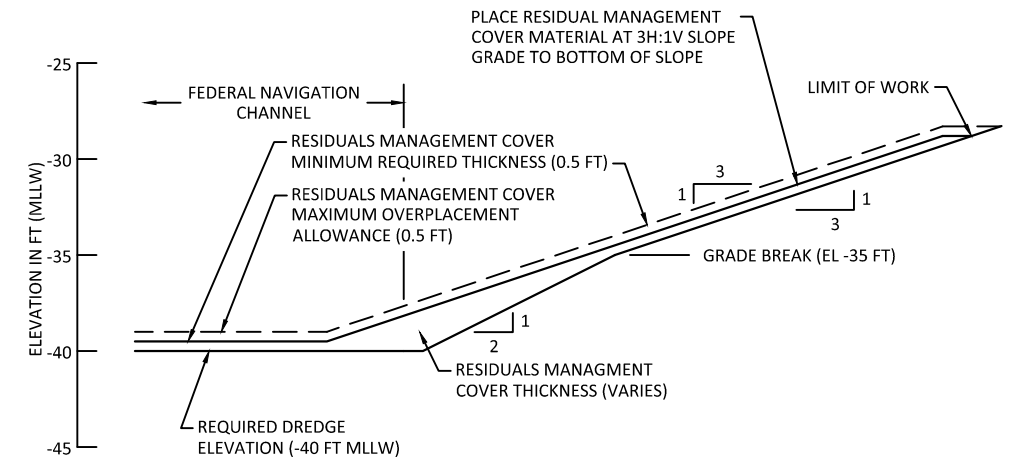 PLACE RESIDUAL MANAGEMENT
COVER MATERIAL AT 3H:1V SLOPE
GRADE TO BOTTOM OF SLOPE
-25
FEDERAL NAVIGATION
CHANNEL
LIMIT OF WORK
RESIDUALS MANAGEMENT COVER
MINIMUM REQUIRED THICKNESS (0.5 FT)
-30
3
1
RESIDUALS MANAGEMENT COVER
MAXIMUM OVERPLACEMENT
ALLOWANCE (0.5 FT)
1
3
ELEVATION IN FT (MLLW)
-35
GRADE BREAK (EL -35 FT)
1
2
-40
RESIDUALS MANAGMENT
COVER THICKNESS (VARIES)
REQUIRED DREDGE
ELEVATION (-40 FT MLLW)
-45